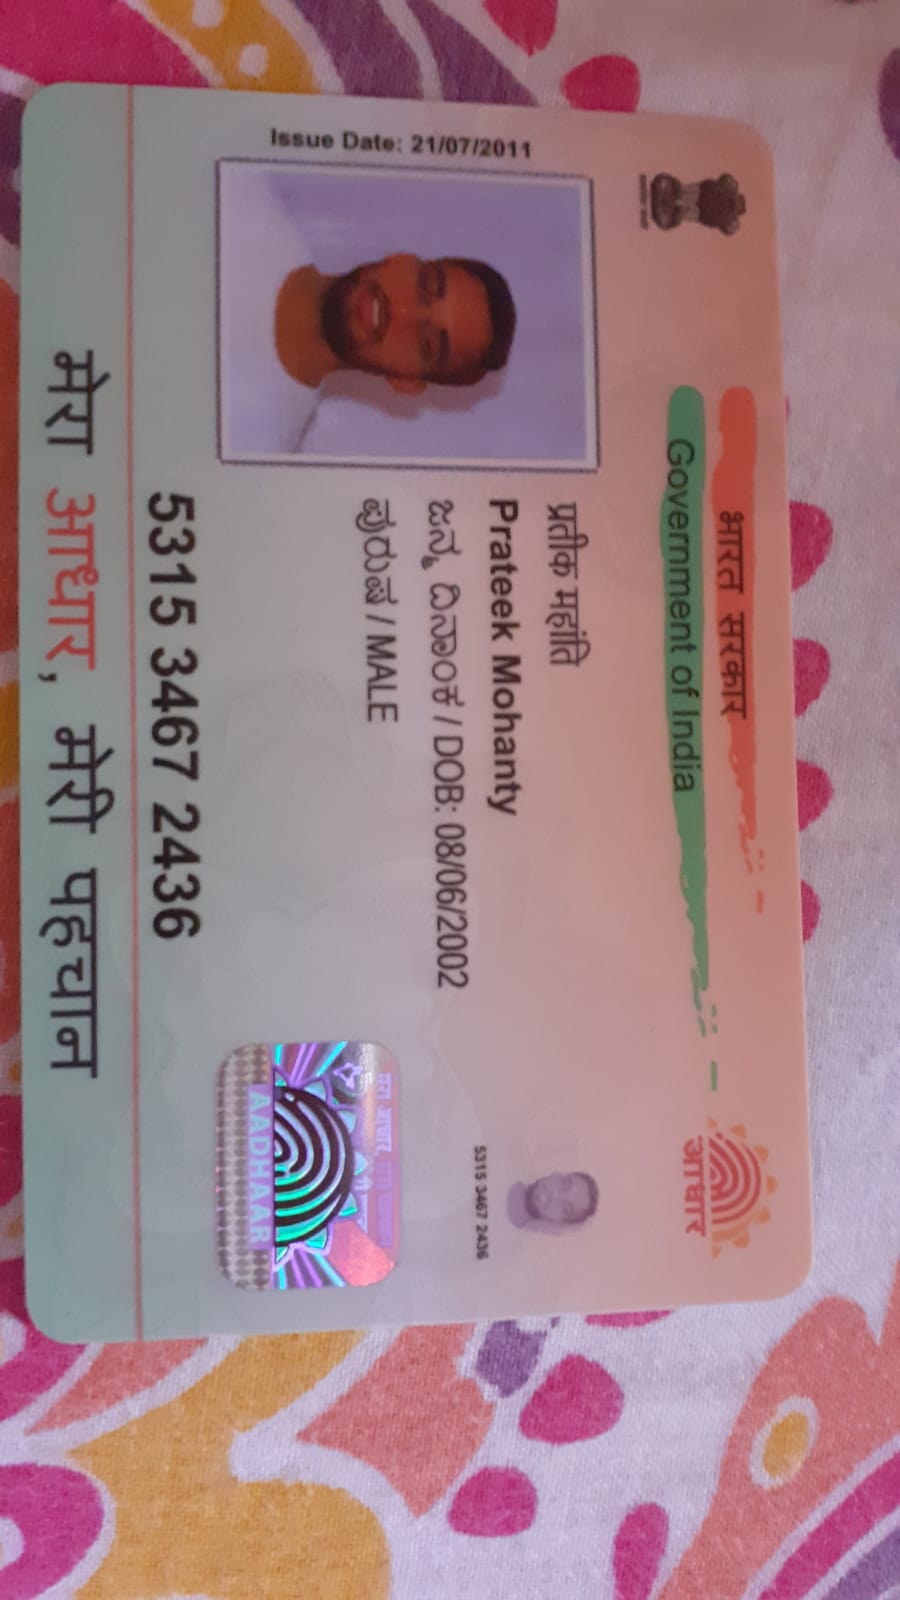 भारत सरकार
Government of India
आधार
Issue Date: 21/07/2011
प्रतीक महांति
Prateek Mohanty
ಜನ್ಮ ದಿನಾಂಕ / DOB: 08/06/2002
ಪುರುಷ / MALE
5315 3467 2436
AADHAAR
5315 3467 2436
मेरा आधार, मेरी पहचान